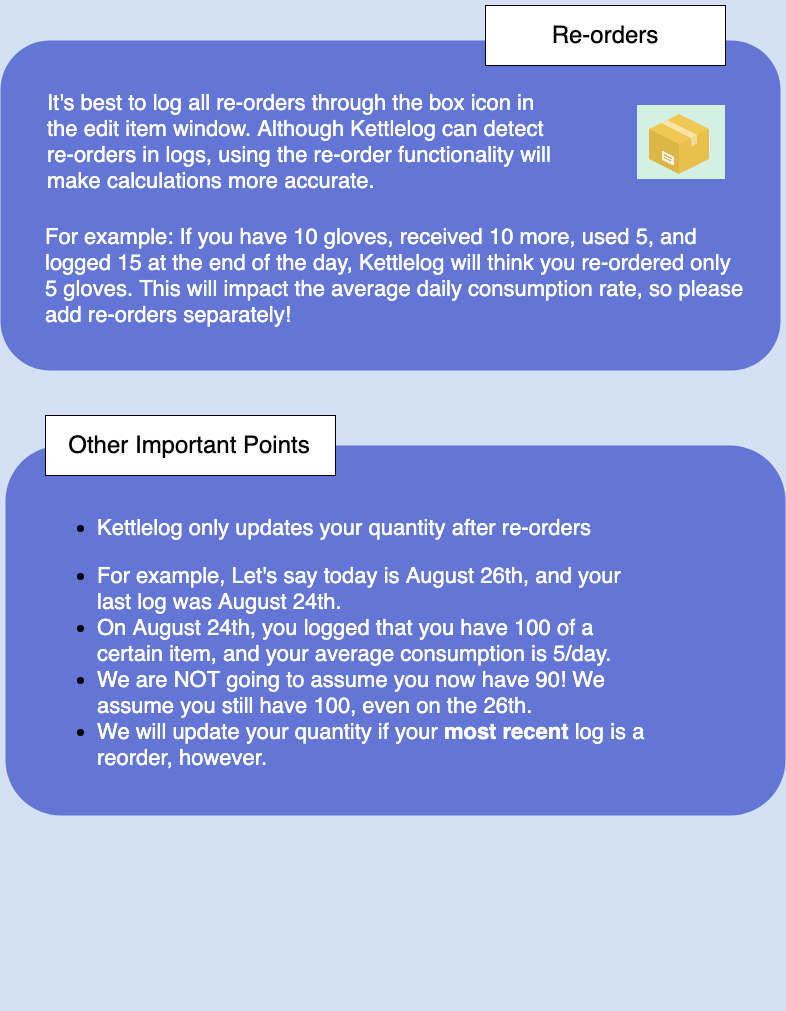 Re-orders
It's best to log all re-orders through the box icon in
the edit item window. Although Kettlelog can detect
re-orders in logs, using the re-order functionality will
make calculations more accurate.
For example: If you have 10 gloves, received 10 more, used 5, and
logged 15 at the end of the day, Kettlelog will think you re-ordered only
5 gloves. This will impact the average daily consumption rate, so please
add re-orders separately!
Other Important Points
• Kettlelog only updates your quantity after re-orders
• For example, Let's say today is August 26th, and your
last log was August 24th.
• On August 24th, you logged that you have 100 of a
certain item, and your average consumption is 5/day.
• We are NOT going to assume you now have 90! We
assume you still have 100, even on the 26th.
• We will update your quantity if your most recent log is a
reorder, however.